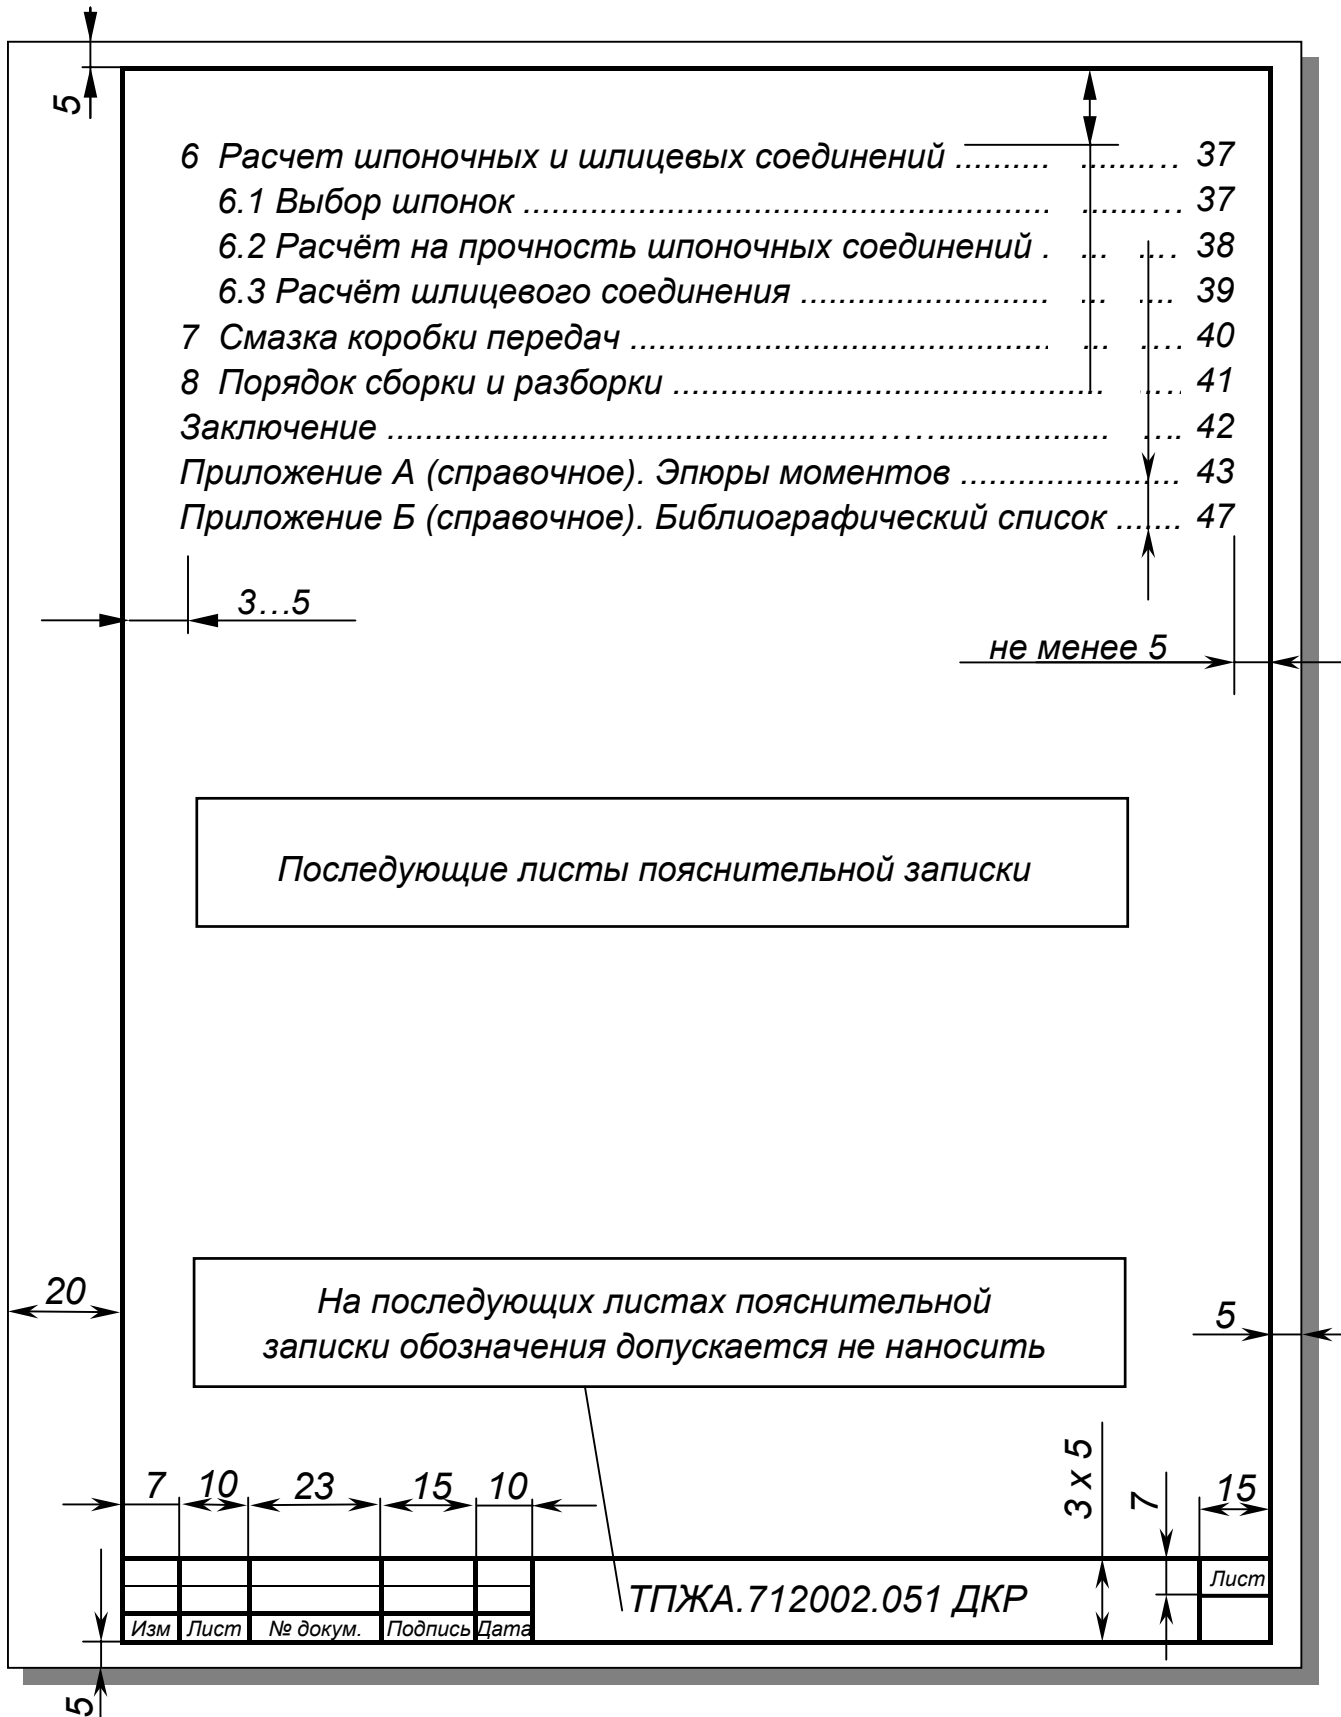 5
6 Расчет шпоночных и шлицевых соединений .......... .......... 37
6.1 Выбор шпонок ...................................................... .......... 37
6.2 Расчёт на прочность шпоночных соединений . ... .... 38
6.3 Расчёт шлицевого соединения ......................... ... .... 39
7 Смазка коробки передач .......................................... ... .... 40
8 Порядок сборки и разборки ........................................... .... 41
Заключение ........................................................................ .... 42
Приложение А (справочное). Эпюры моментов ...................... 43
Приложение Б (справочное). Библиографический список ....... 47
3…5
не менее 5
Последующие листы пояснительной записки
20
На последующих листах пояснительной
записки обозначения допускается не наносить
5
7 10 23 15 10
3 х 5
7
15
ТПЖА.712002.051 ДКР
Лист
Изм Лист № докум. Подпись Дата
5